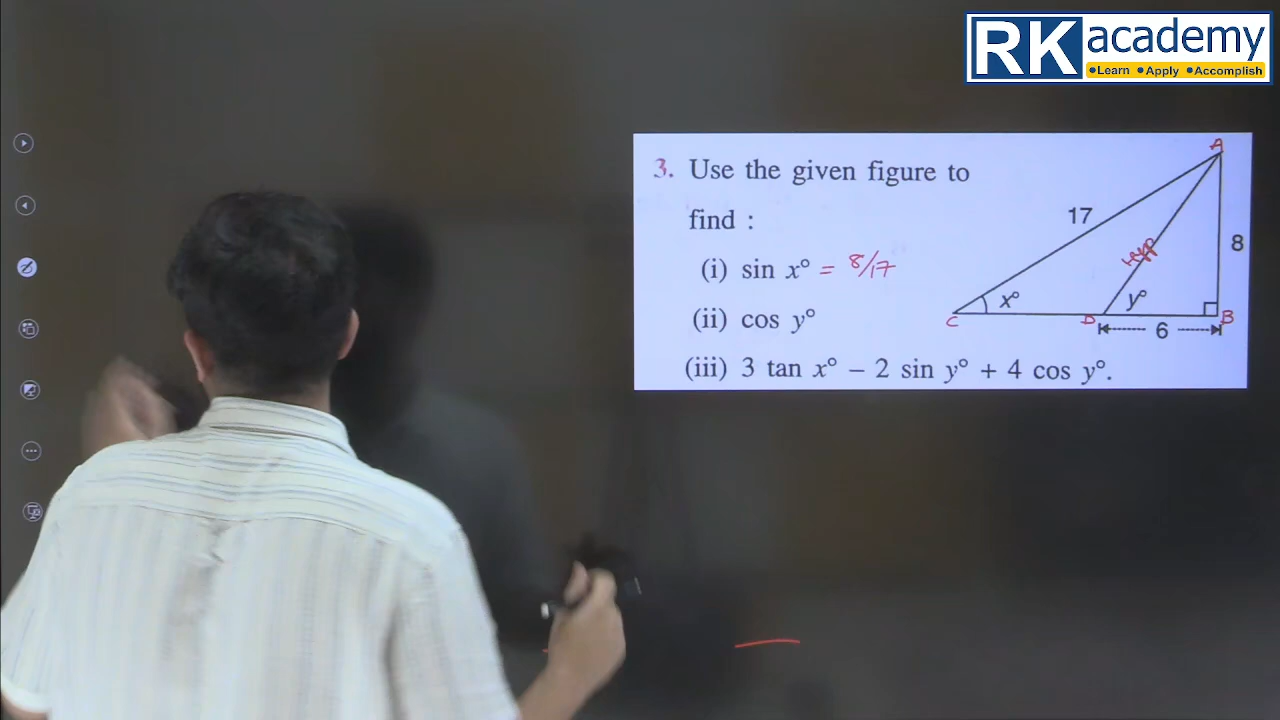 RK academy
•Learn •Apply •Accomplish
3. Use the given figure to
find :
(i) sin x° = 8/17
(ii) cos y°
(iii) 3 tan x° − 2 sin y° + 4 cos y°.
A
17
8
hyp
x°
y°
C
D
B
6